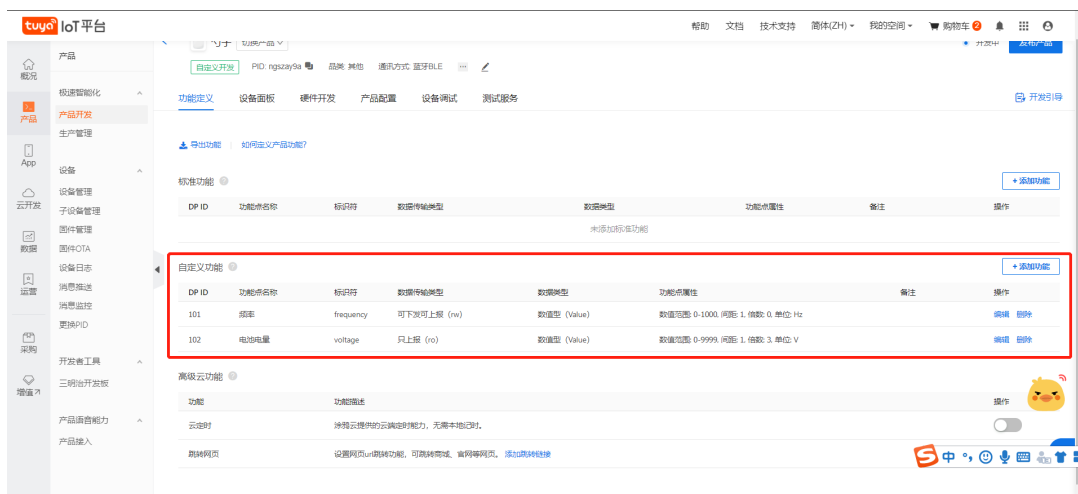 tuya IoT平台 帮助 文档 技术支持 简体(ZH) 我的空间 购物车 2
产品 勺子 切换产品 开发中 发布产品
概况 自定义开发 PID: ngszay9a 品类: 其他 通讯方式: 蓝牙BLE ...
极速智能化 功能定义 设备面板 硬件开发 产品配置 设备调试 测试服务 开发引导
产品 产品开发
生产管理 导出功能 如何定义产品功能?
App 设备 标准功能 + 添加功能
云开发 设备管理
子设备管理 DP ID 功能点名称 标识符 数据传输类型 数据类型 功能点属性 备注 操作
固件管理 未添加标准功能
数据 固件OTA
设备日志 自定义功能 + 添加功能
运营 消息推送 DP ID 功能点名称 标识符 数据传输类型 数据类型 功能点属性 备注 操作
消息监控 101 频率 frequency 可下发可上报（rw） 数值型（Value） 数值范围: 0-1000, 间距: 1, 倍数: 0, 单位: Hz 编辑 删除
更换PID
采购 102 电池电量 voltage 只上报（ro） 数值型（Value） 数值范围: 0-9999, 间距: 1, 倍数: 3, 单位: V 编辑 删除
开发者工具
增值 三明治开发板 高级云功能
功能 功能描述 操作
产品语音能力 云定时 涂鸦云提供的云端定时能力，无需本地记时。
产品接入 跳转网页 设置网页url跳转功能，可跳转商城、官网等网页。 添加跳转链接
S 中